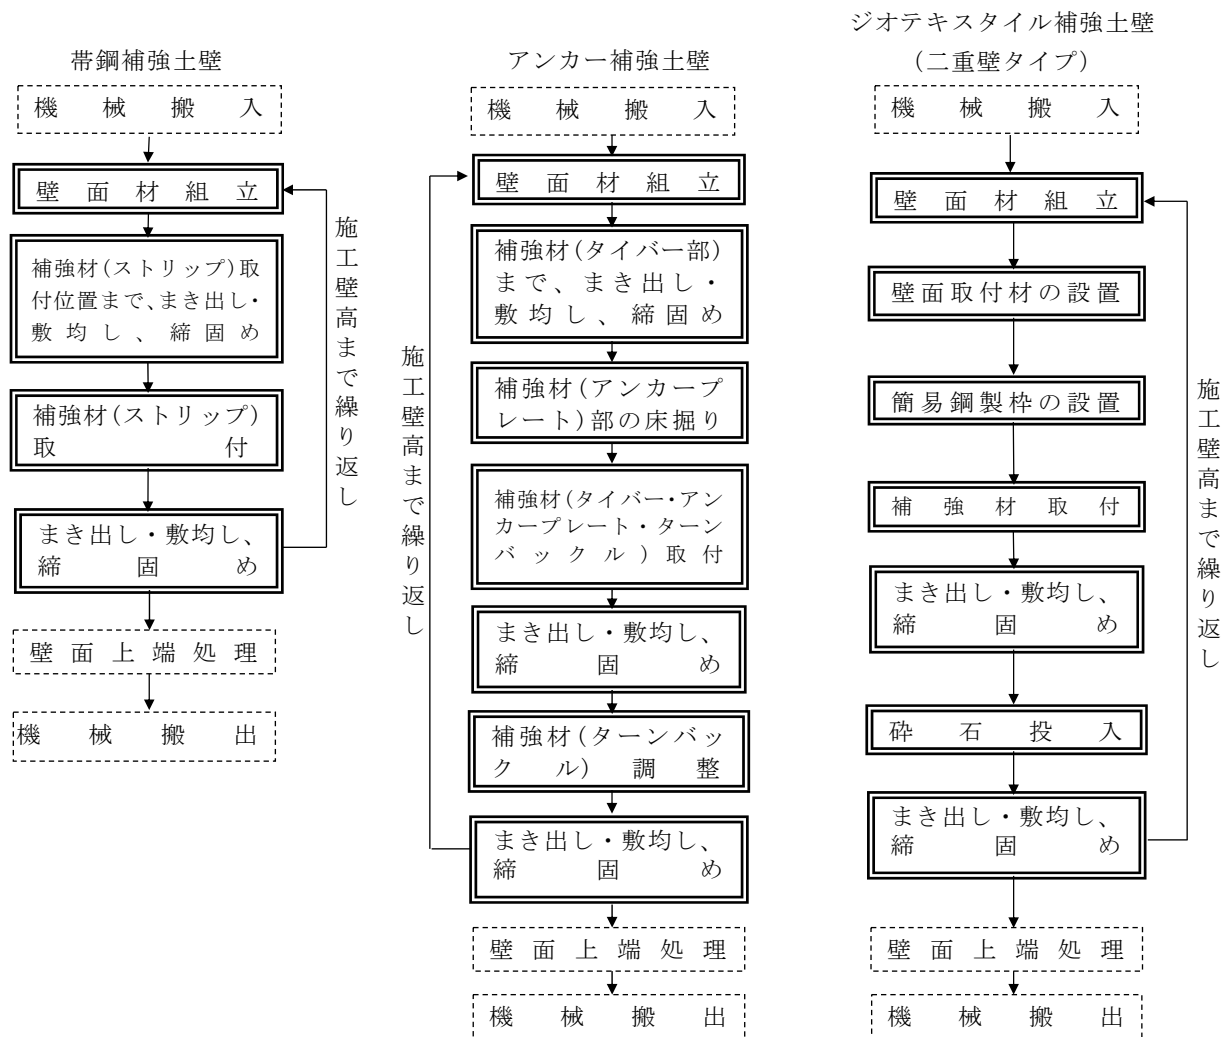 帯鋼補強土壁
機械搬入
壁面材組立
補強材(ストリップ)取
付位置まで、まき出し・
敷均し、締固め
補強材(ストリップ)
取付
まき出し・敷均し、
締固め
壁面上端処理
機械搬出
施工壁高まで繰り返し
アンカー補強土壁
機械搬入
壁面材組立
補強材(タイバー部)
まで、まき出し・
敷均し、締固め
補強材(アンカープ
レート)部の床掘り
補強材(タイバー・アン
カープレート・ターン
バックル)取付
まき出し・敷均し、
締固め
補強材(ターンバッ
クル)調整
まき出し・敷均し、
締固め
壁面上端処理
機械搬出
施工壁高まで繰り返し
ジオテキスタイル補強土壁
(二重壁タイプ)
機械搬入
壁面材組立
壁面取付材の設置
簡易鋼製枠の設置
補強材取付
まき出し・敷均し、
締固め
砕石投入
まき出し・敷均し、
締固め
壁面上端処理
機械搬出
施工壁高まで繰り返し